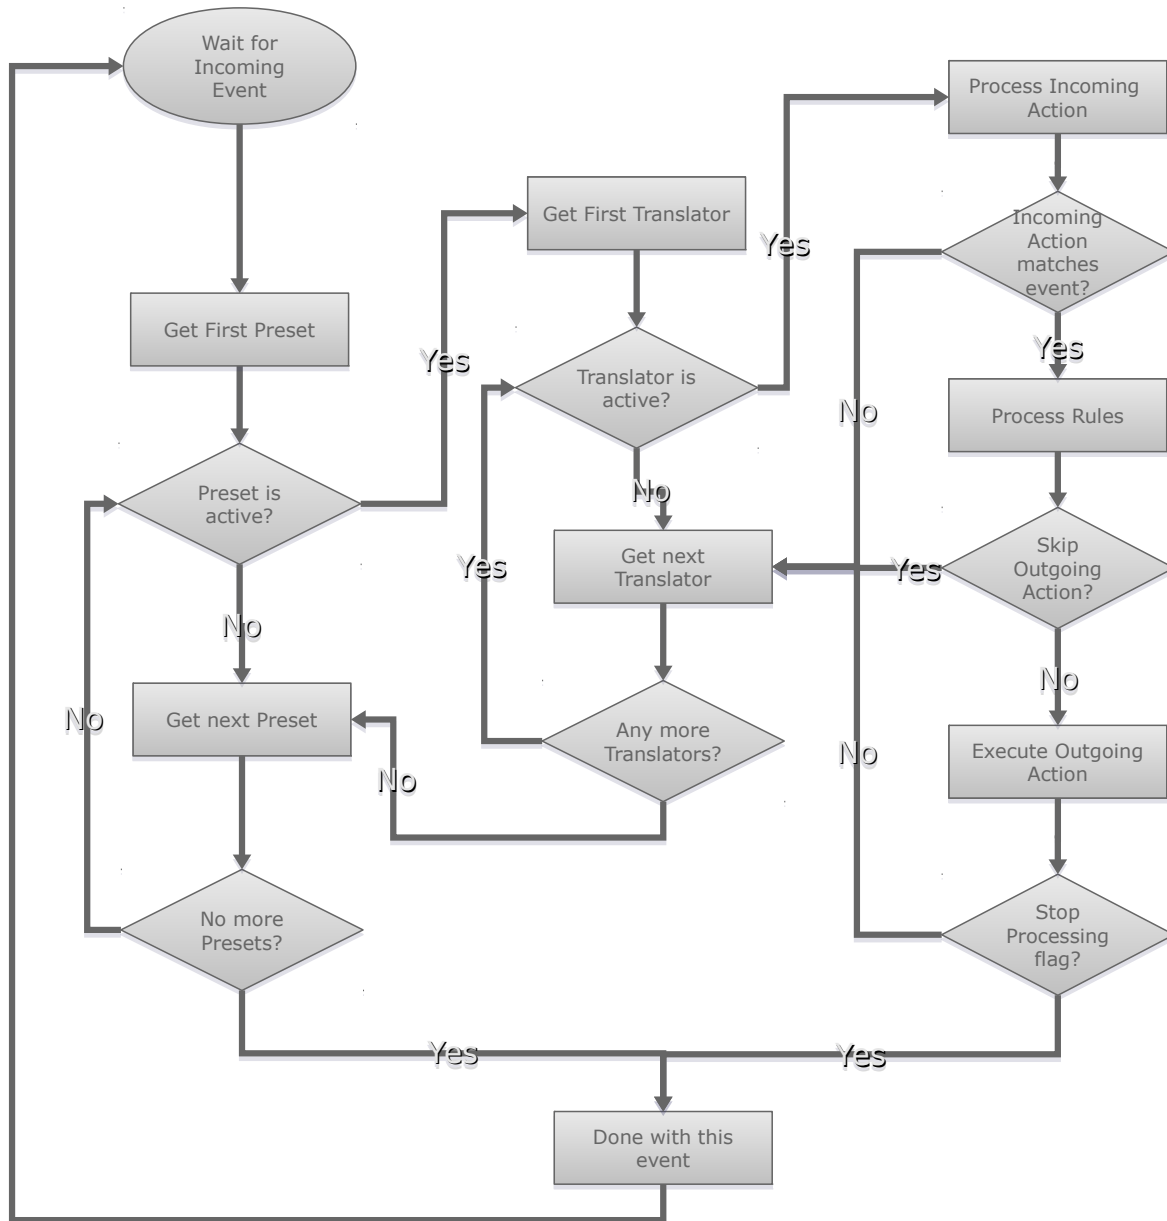 Wait for
Incoming
Event
Process Incoming
Action
Get First Translator
Incoming
Action
matches
event?
Yes
Get First Preset
Yes
Yes
Translator is
active?
No
Process Rules
Preset is
active?
No
Skip
Outgoing
Action?
Yes
Get next
Translator
Yes
No
No
Get next Preset
No
Any more
Translators?
No
Execute Outgoing
Action
No
No more
Presets?
Stop
Processing
flag?
Yes
Yes
Done with this
event